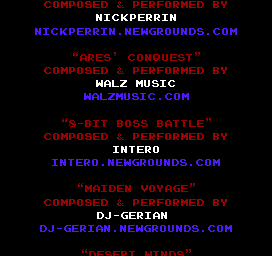 COMPOSED & PERFORMED BY
NICKPERRIN
NICKPERRIN.NEWGROUNDS.COM
"ARES' CONQUEST"
COMPOSED & PERFORMED BY
WALZ MUSIC
WALZMUSIC.COM
"8-BIT BOSS BATTLE"
COMPOSED & PERFORMED BY
INTERO
INTERO.NEWGROUNDS.COM
"MAIDEN VOYAGE"
COMPOSED & PERFORMED BY
DJ-GERIAN
DJ-GERIAN.NEWGROUNDS.COM
"DESERT WINDS"